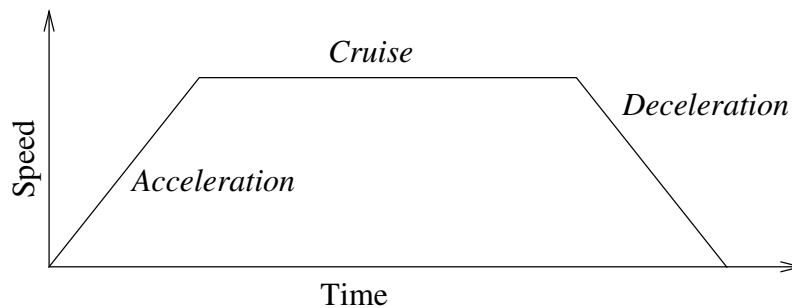 Cruise
Deceleration
Speed
Acceleration
Time